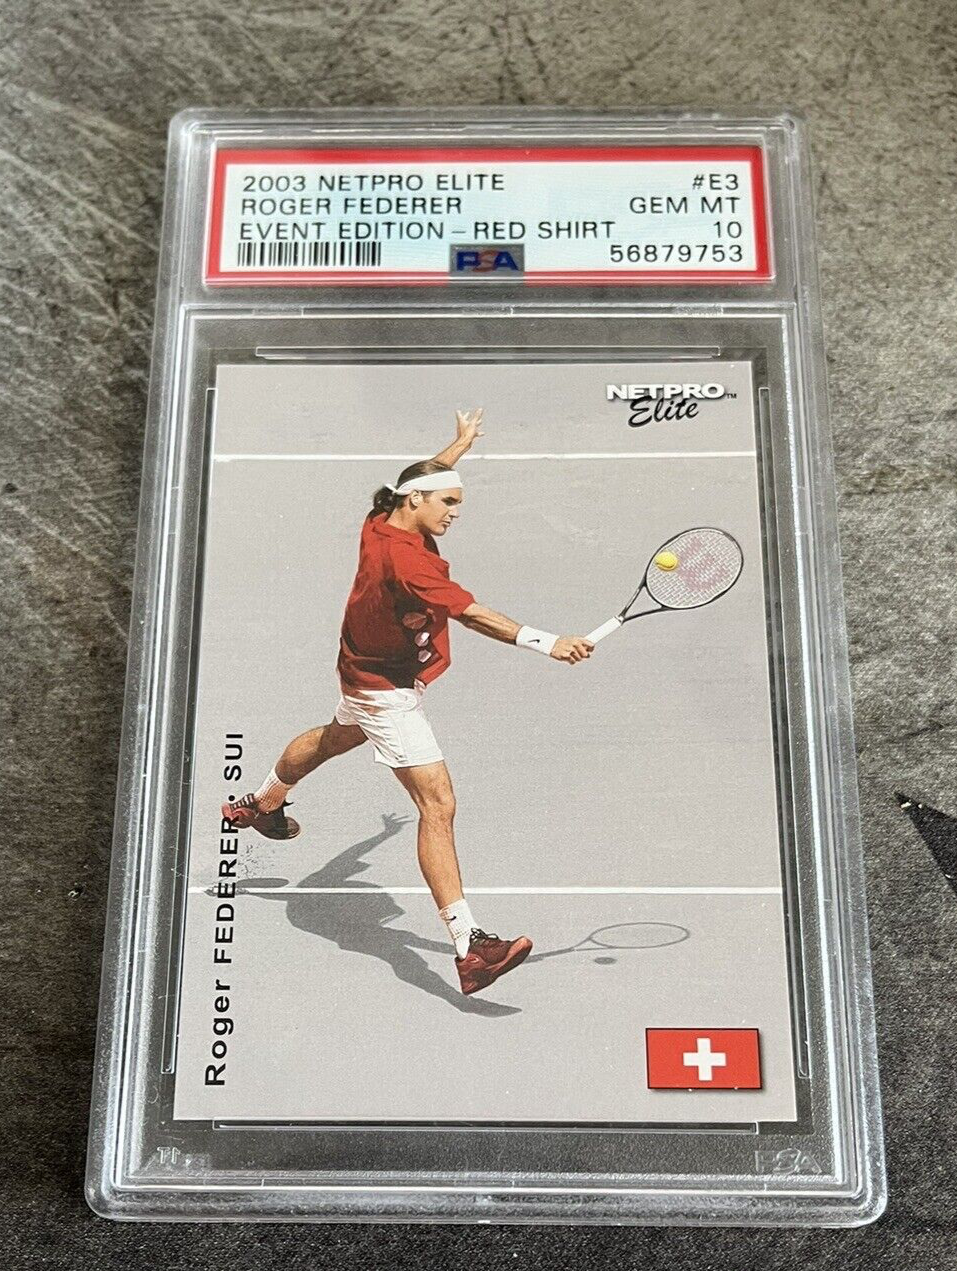 2003 NETPRO ELITE #E3
ROGER FEDERER GEM MT
EVENT EDITION - RED SHIRT 10
PSA 56879753
NETPRO™
Elite
Roger FEDERER • SUI
PSA